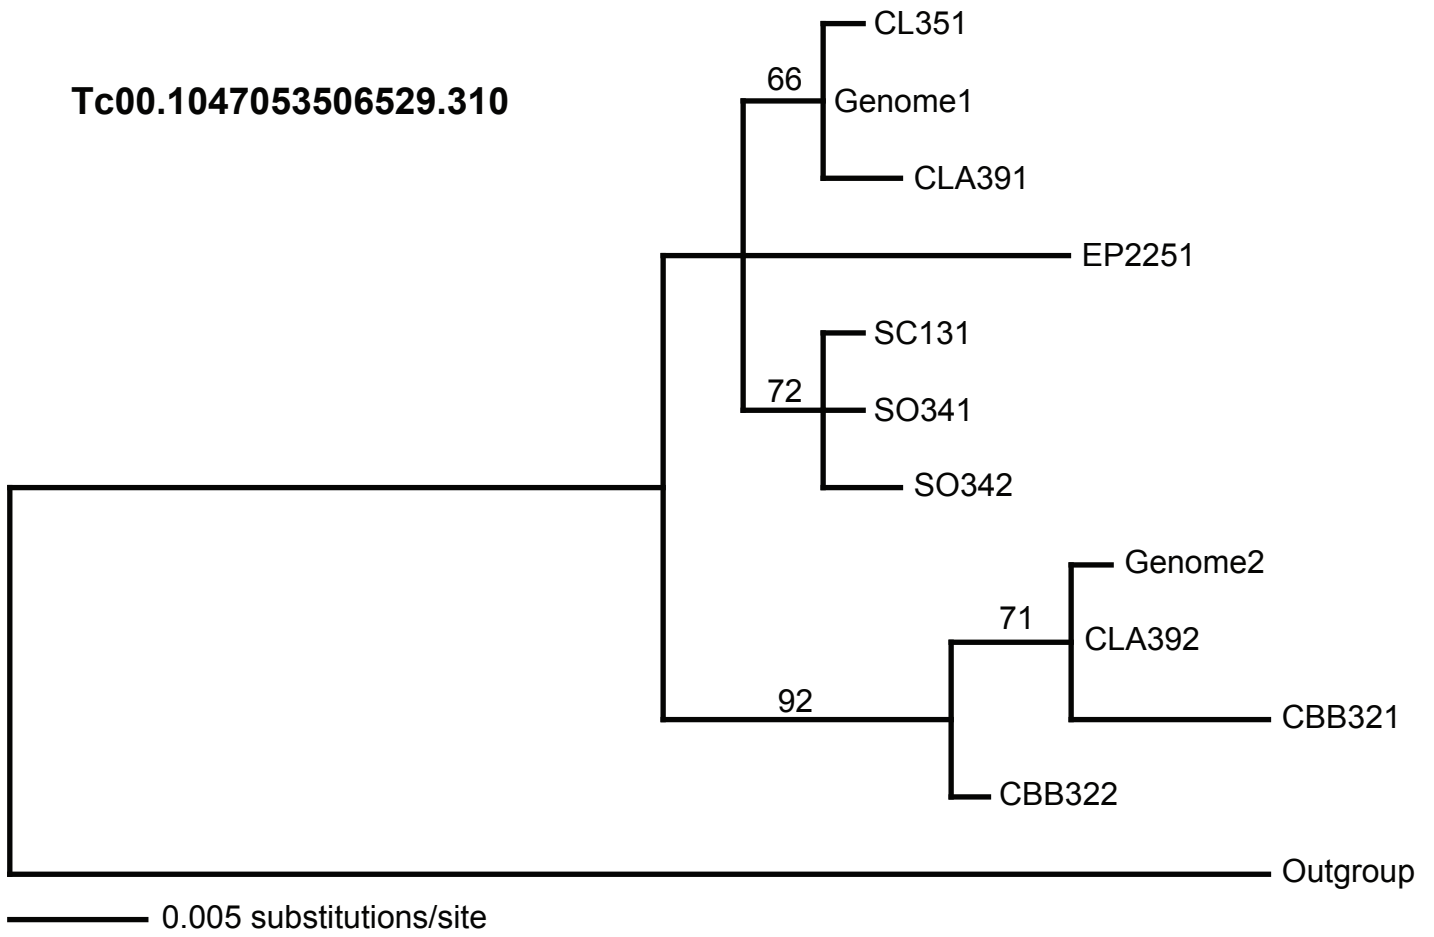 CL351
66
Tc00.1047053506529.310
Genome1
CLA391
EP2251
SC131
72
SO341
SO342
Genome2
71
CLA392
92
CBB321
CBB322
Outgroup
0.005 substitutions/site